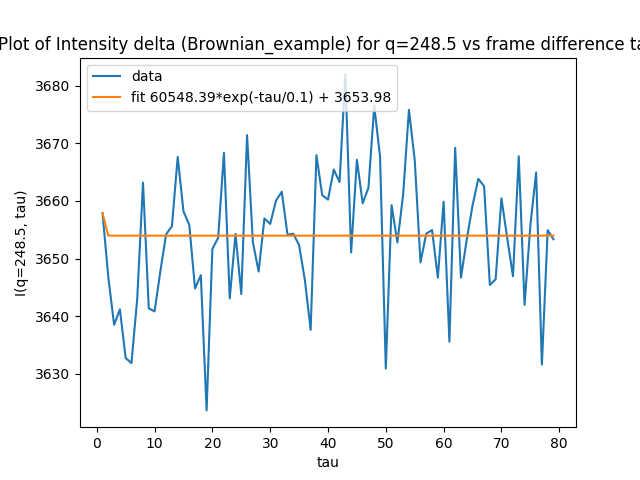 Plot of Intensity delta (Brownian_example) for q=248.5 vs frame difference ta
data
fit 60548.39*exp(-tau/0.1) + 3653.98
I(q=248.5, tau)
3680
3670
3660
3650
3640
3630
0 10 20 30 40 50 60 70 80
tau